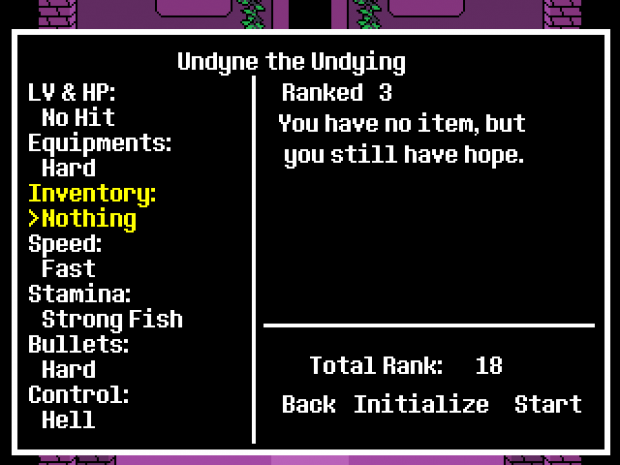 Undyne the Undying
LV & HP:
No Hit
Equipments:
Hard
Inventory:
>Nothing
Speed:
Fast
Stamina:
Strong Fish
Bullets:
Hard
Control:
Hell
Ranked 3
You have no item, but
you still have hope.
Total Rank: 18
Back Initialize Start